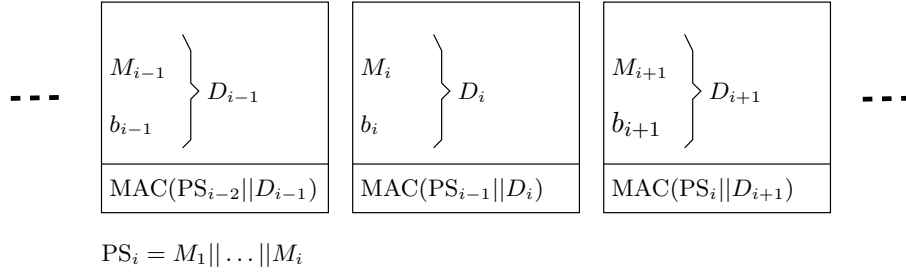 M_{i−1} M_i M_{i+1}
D_{i−1} D_i D_{i+1}
b_{i−1} b_i b_{i+1}
MAC(PS_{i−2}||D_{i−1}) MAC(PS_{i−1}||D_i) MAC(PS_i||D_{i+1})
PS_i = M_1|| . . . ||M_i